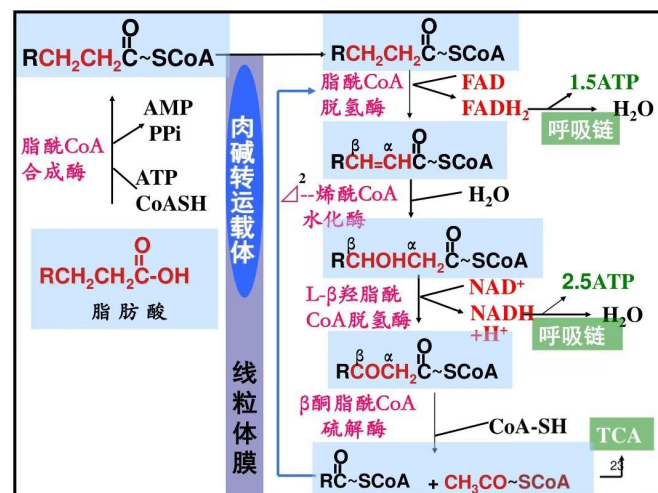 O
RCH₂CH₂C~SCoA
脂酰CoA
合成酶
AMP
PPi
ATP
CoASH
O
RCH₂CH₂C-OH
脂肪酸
肉碱转运载体
线粒体膜
O
RCH₂CH₂C~SCoA
脂酰CoA
脱氢酶
FAD
FADH₂
1.5ATP
H₂O
呼吸链
β α O
RCH=CHC~SCoA
⊿²--烯酰CoA
水化酶
H₂O
β α O
RCHOHCH₂C~SCoA
L-β羟脂酰
CoA脱氢酶
NAD⁺
NADH
+H⁺
2.5ATP
H₂O
呼吸链
β α O
RCOCH₂C~SCoA
β酮脂酰CoA
硫解酶
CoA-SH
TCA
23
O
RC~SCoA + CH₃CO~SCoA